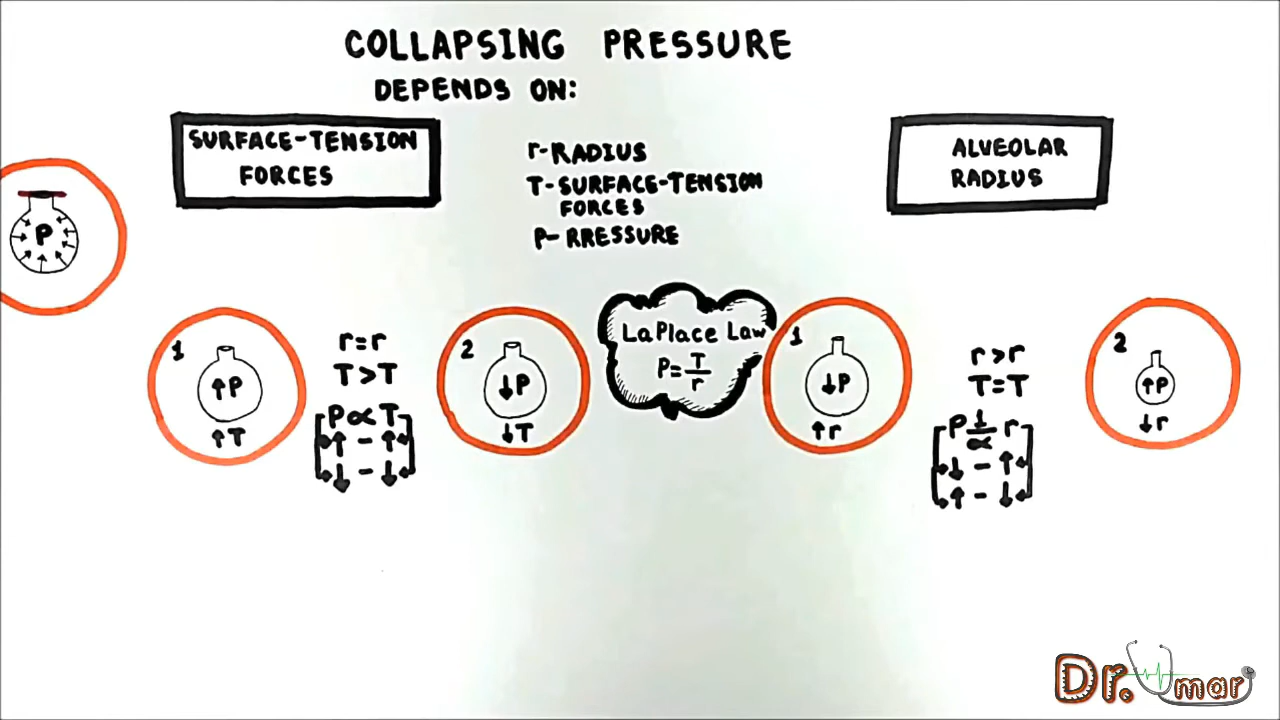 COLLAPSING PRESSURE
DEPENDS ON:
SURFACE-TENSION
FORCES
r-RADIUS
T-SURFACE-TENSION
FORCES
P-RRESSURE
ALVEOLAR
RADIUS
P
1
↑P
↑T
r=r
T>T
P∝T
↑-↑
↓-↓
2
↓P
↓T
LaPlace Law
P=T/r
1
↓P
↑r
r>r
T=T
P 1/∝ r
↓-↑
↑-↓
2
↑P
↓r
Dr. Umar